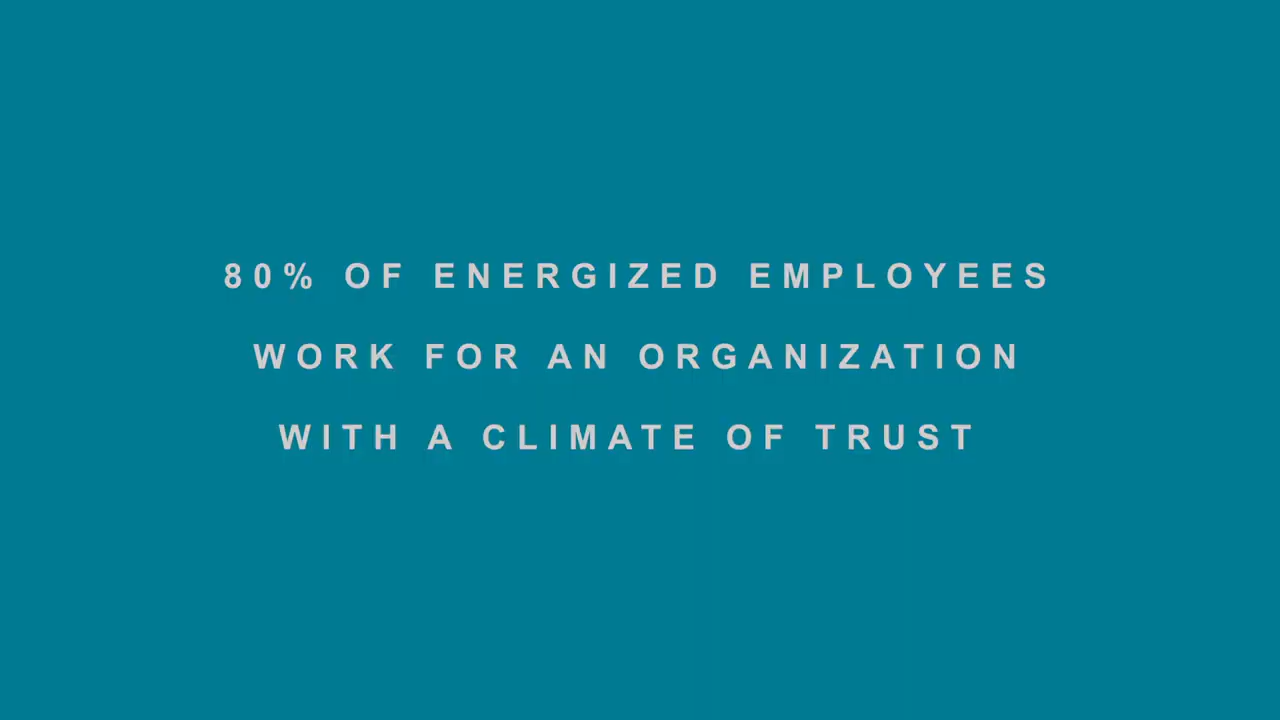 80% OF ENERGIZED EMPLOYEES
WORK FOR AN ORGANIZATION
WITH A CLIMATE OF TRUST